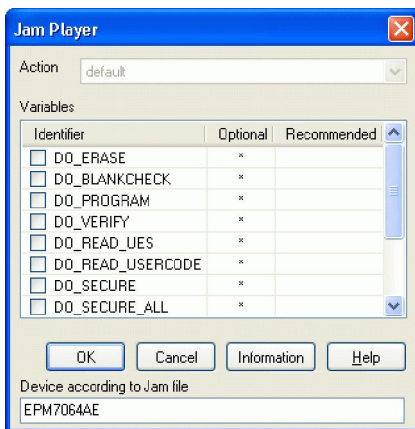 Jam Player
Action default
Variables
Identifier Optional Recommended
DO_ERASE *
DO_BLANKCHECK *
DO_PROGRAM *
DO_VERIFY *
DO_READ_UES *
DO_READ_USERCODE *
DO_SECURE *
DO_SECURE_ALL *
OK Cancel Information Help
Device according to Jam file
EPM7064AE